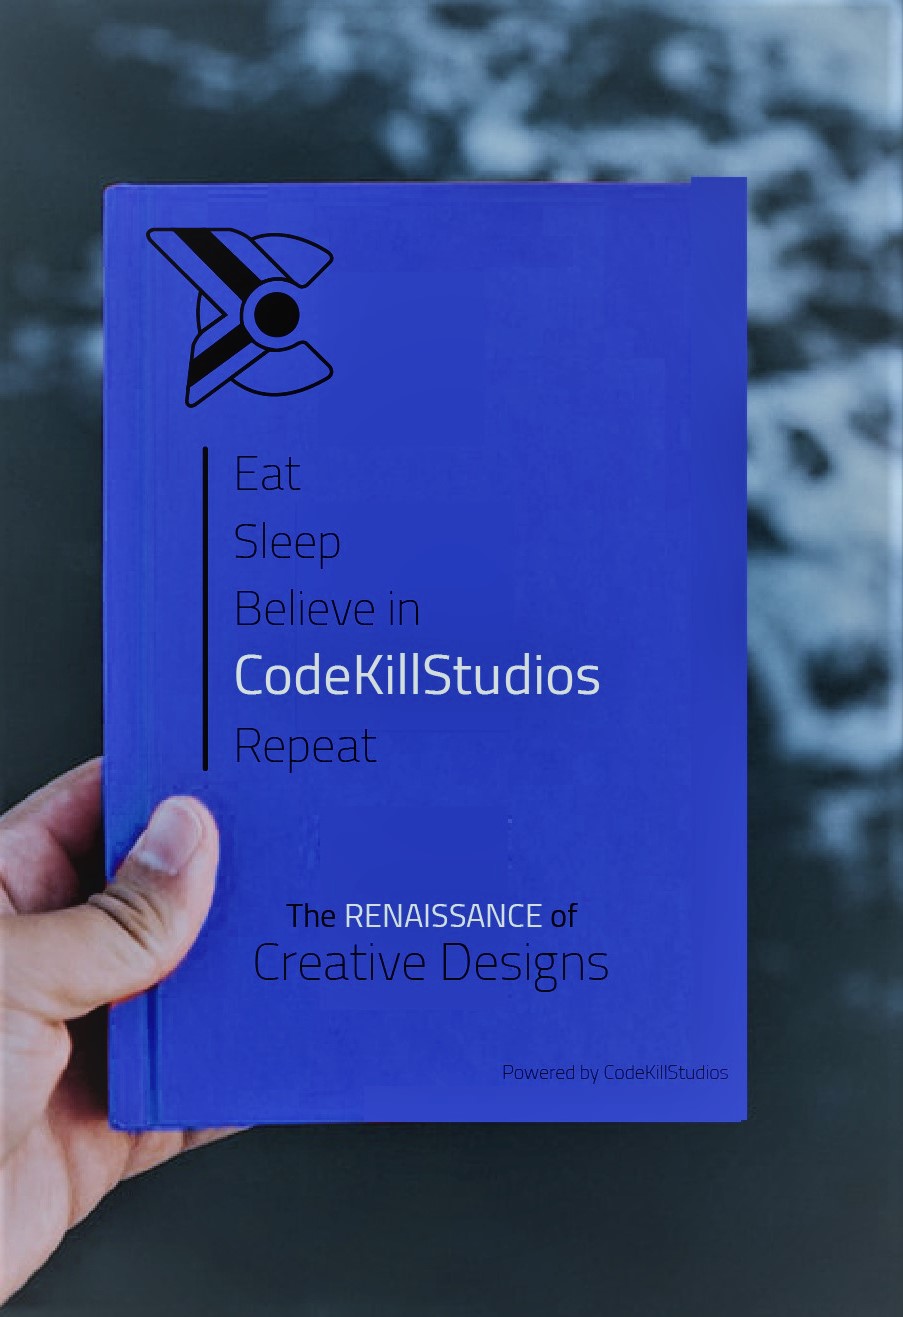 Eat
Sleep
Believe in
CodeKillStudios
Repeat
The RENAISSANCE of
Creative Designs
Powered by CodeKillStudios